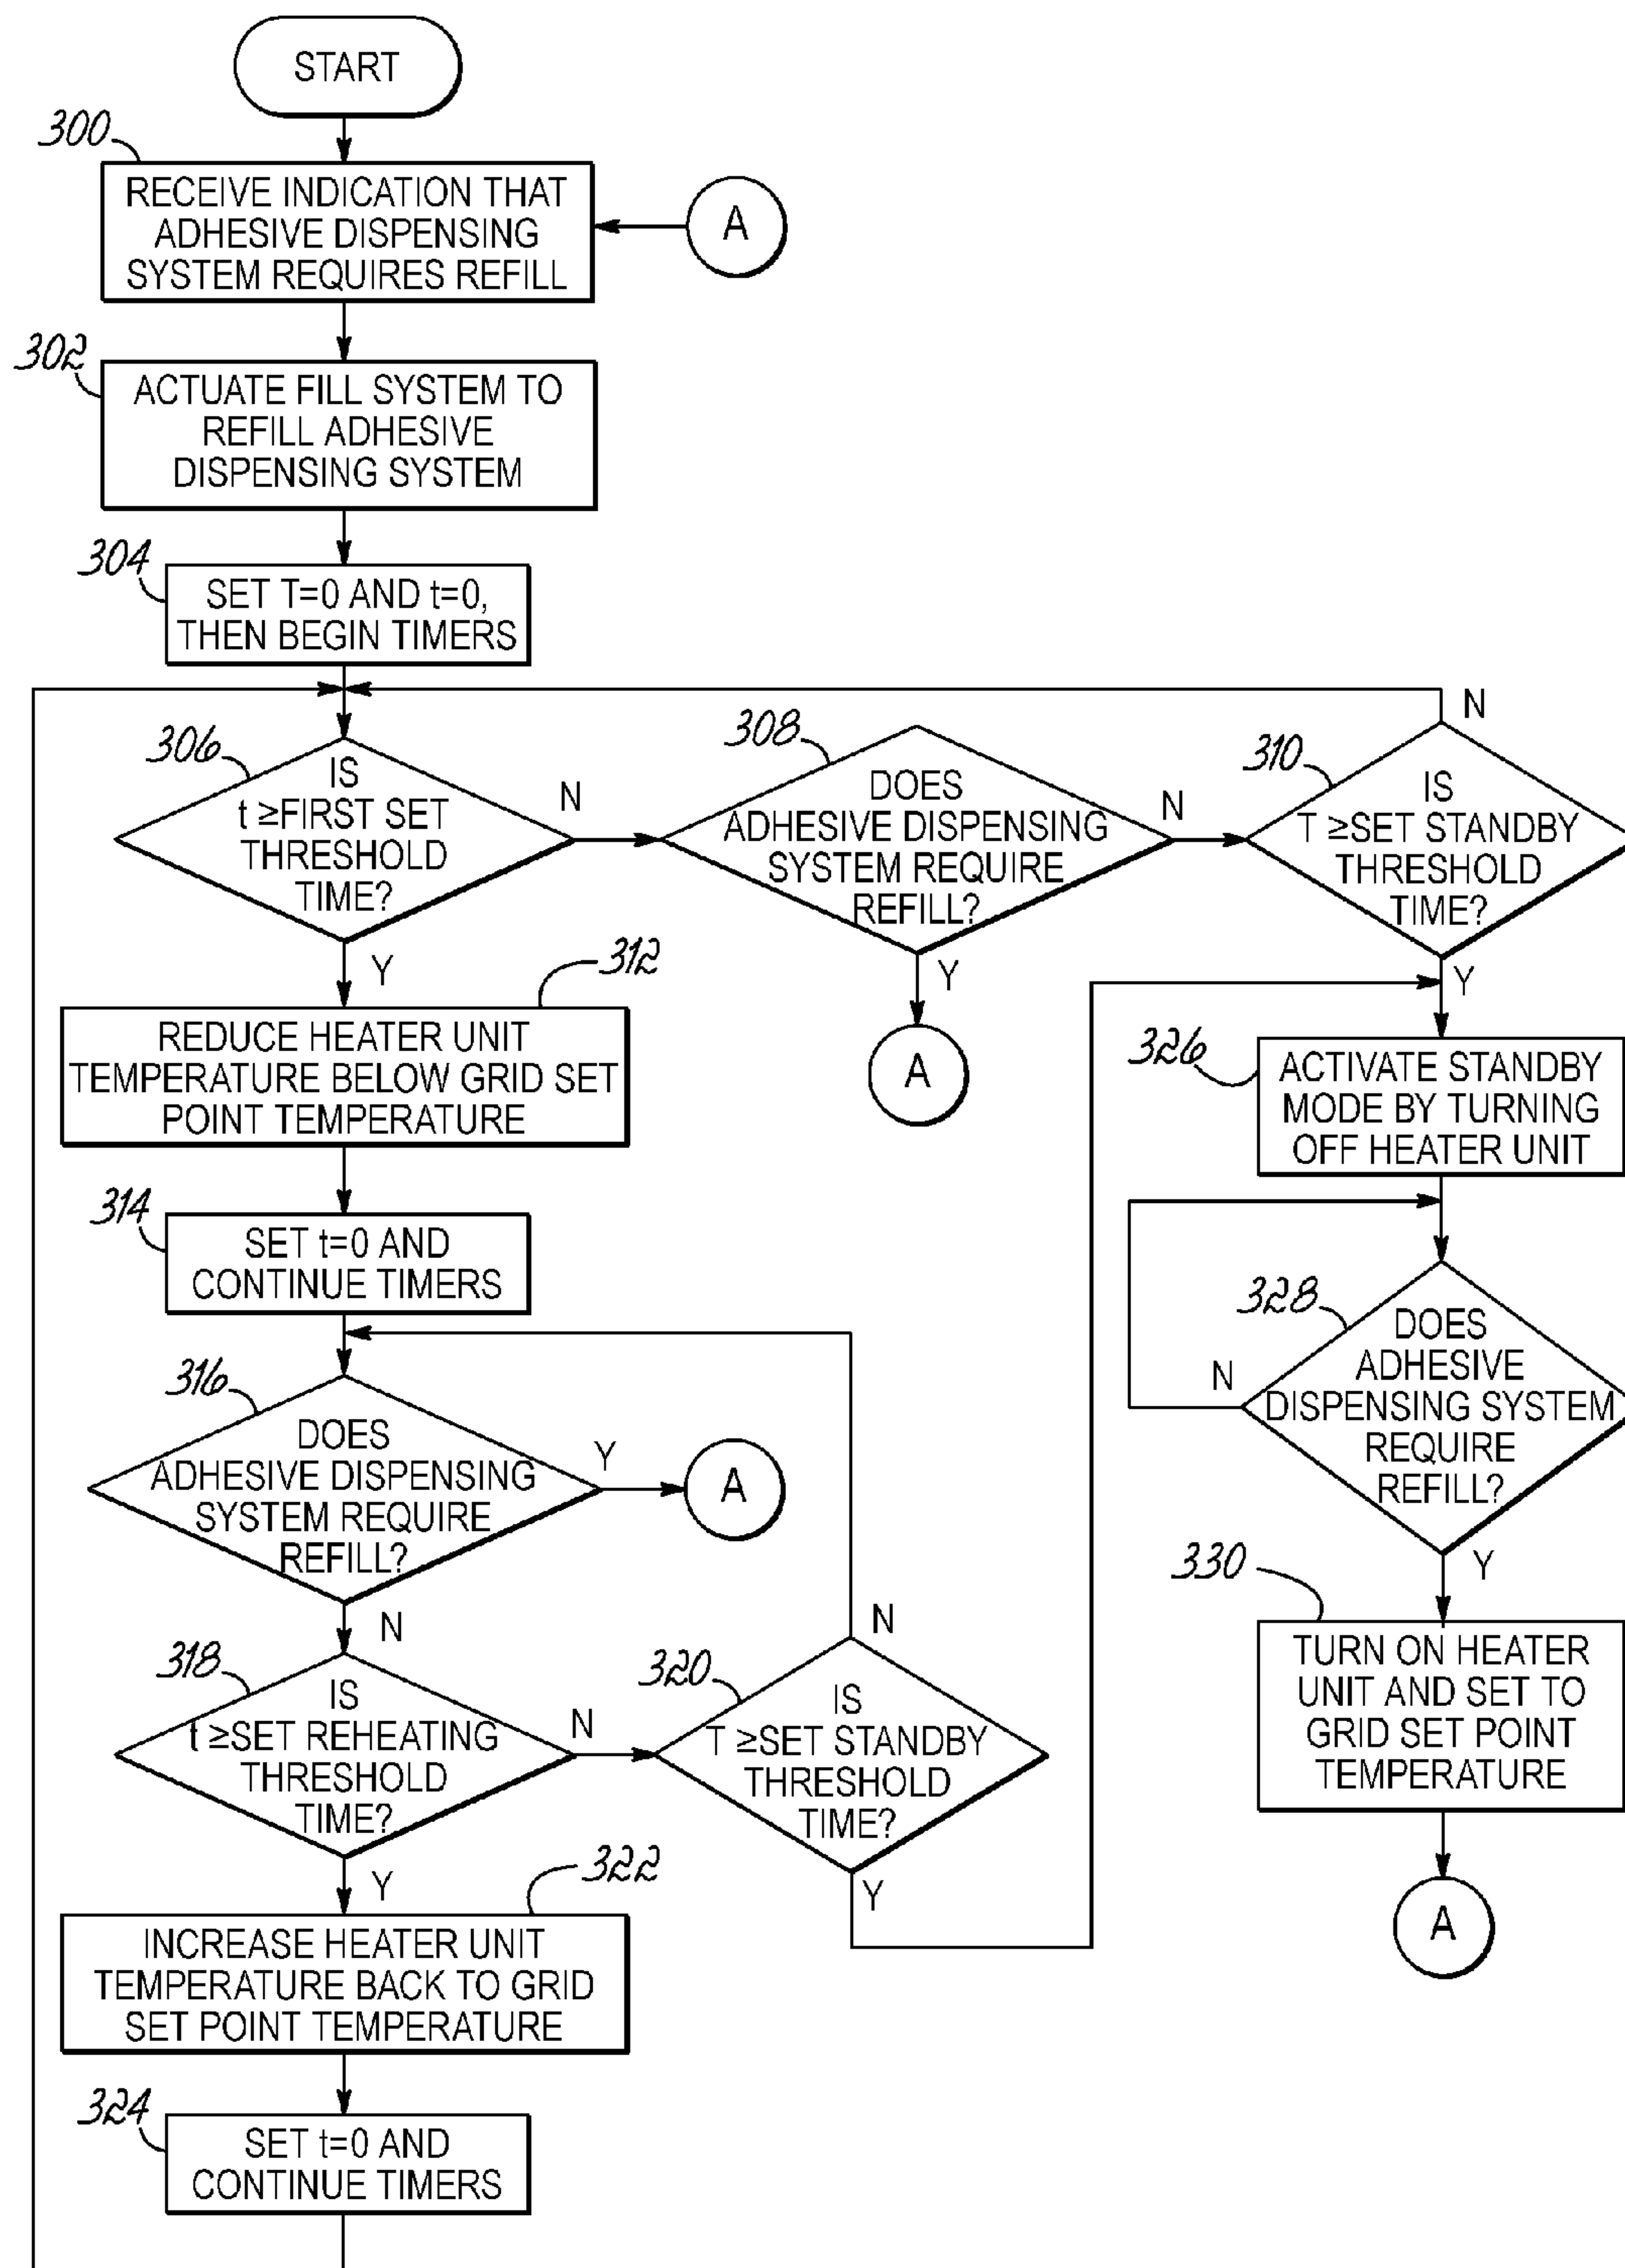 START
300
RECEIVE INDICATION THAT
ADHESIVE DISPENSING
SYSTEM REQUIRES REFILL
A
302
ACTUATE FILL SYSTEM TO
REFILL ADHESIVE
DISPENSING SYSTEM
304
SET T=0 AND t=0,
THEN BEGIN TIMERS
306
IS
t ≥FIRST SET
THRESHOLD
TIME?
N
Y
308
DOES
ADHESIVE DISPENSING
SYSTEM REQUIRE
REFILL?
N
Y
A
310
IS
T ≥SET STANDBY
THRESHOLD
TIME?
N
Y
312
REDUCE HEATER UNIT
TEMPERATURE BELOW GRID SET
POINT TEMPERATURE
314
SET t=0 AND
CONTINUE TIMERS
316
DOES
ADHESIVE DISPENSING
SYSTEM REQUIRE
REFILL?
Y
A
N
318
IS
t ≥SET REHEATING
THRESHOLD
TIME?
N
Y
320
IS
T ≥SET STANDBY
THRESHOLD
TIME?
N
Y
322
INCREASE HEATER UNIT
TEMPERATURE BACK TO GRID
SET POINT TEMPERATURE
324
SET t=0 AND
CONTINUE TIMERS
326
ACTIVATE STANDBY
MODE BY TURNING
OFF HEATER UNIT
328
DOES
ADHESIVE
DISPENSING SYSTEM
REQUIRE
REFILL?
N
Y
330
TURN ON HEATER
UNIT AND SET TO
GRID SET POINT
TEMPERATURE
A